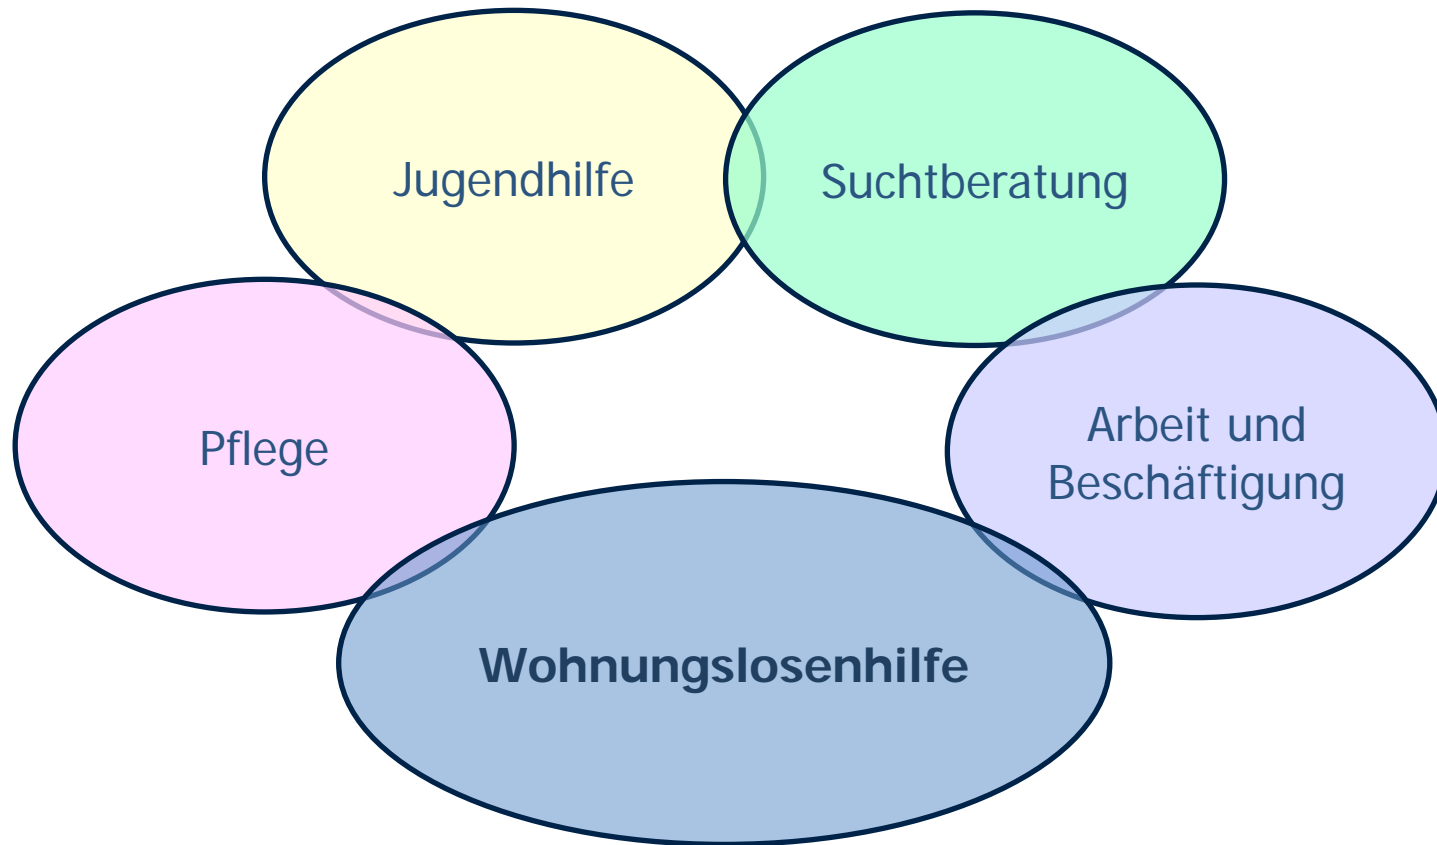 Jugendhilfe
Suchtberatung
Pflege
Arbeit und
Beschäftigung
Wohnungslosenhilfe